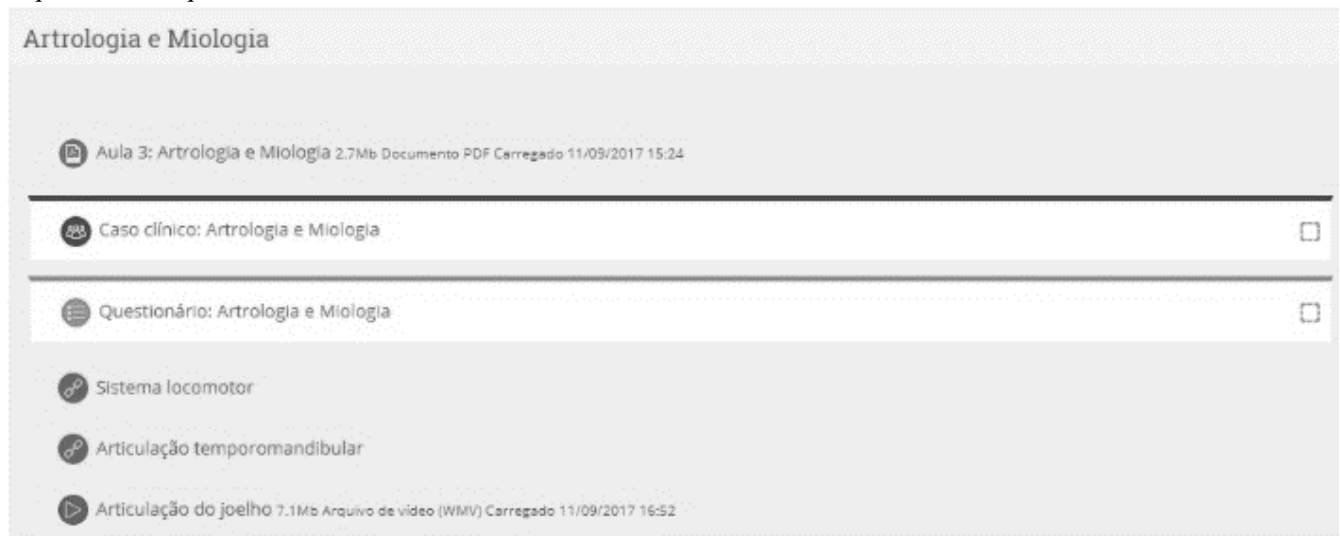 Artrologia e Miologia
Aula 3: Artrologia e Miologia 2.7Mb Documento PDF Carregado 11/09/2017 15:24
Caso clínico: Artrologia e Miologia
Questionário: Artrologia e Miologia
Sistema locomotor
Articulação temporomandibular
Articulação do joelho 7.1Mb Arquivo de vídeo (WMV) Carregado 11/09/2017 16:52